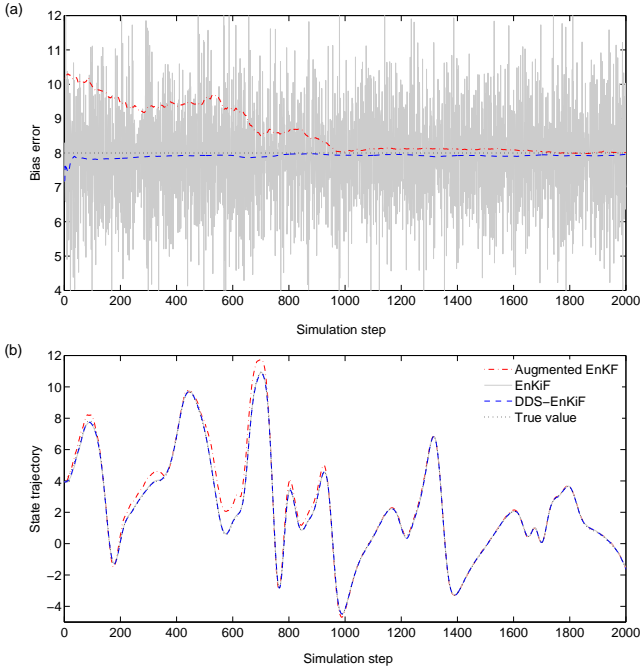 (a)
12
11
10
9
8
7
6
5
4
Bias error
0 200 400 600 800 1000 1200 1400 1600 1800 2000
Simulation step
(b)
12
10
8
6
4
2
0
−2
−4
State trajectory
Augmented EnKF
EnKiF
DDS−EnKiF
True value
0 200 400 600 800 1000 1200 1400 1600 1800 2000
Simulation step